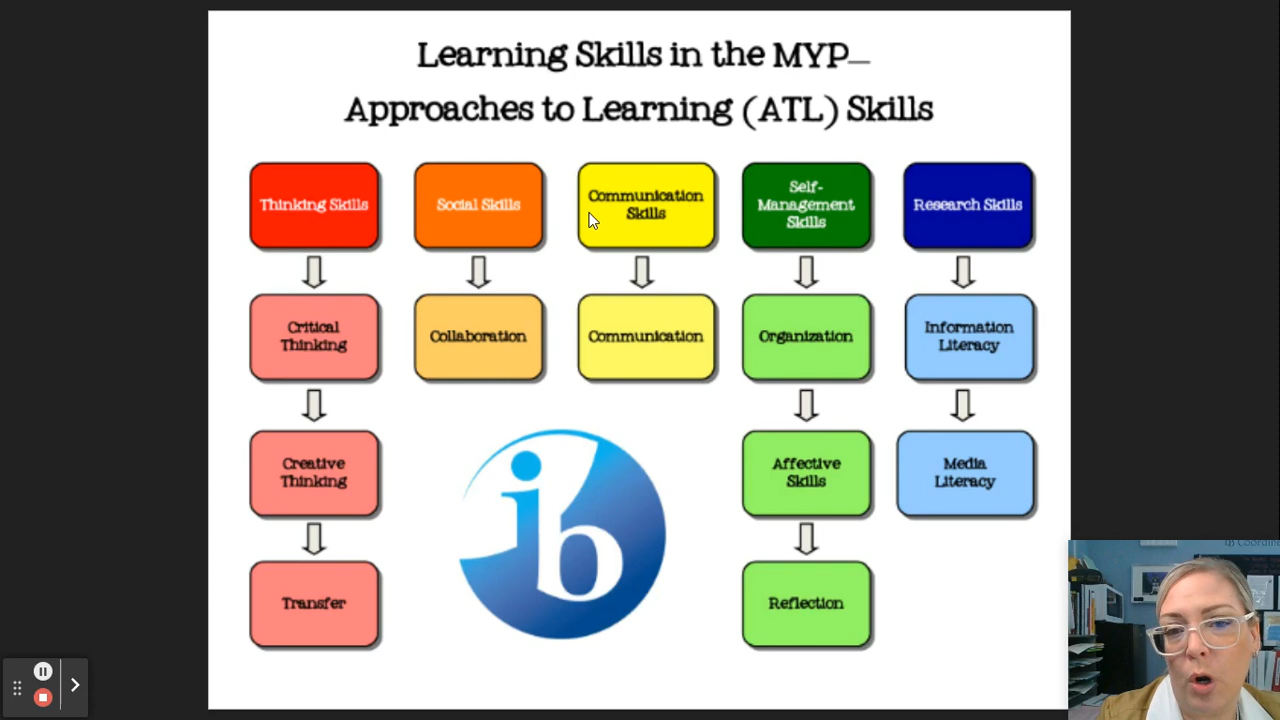 Learning Skills in the MYP—
Approaches to Learning (ATL) Skills
Thinking Skills
Social Skills
Communication
Skills
Self-
Management
Skills
Research Skills
Critical
Thinking
Collaboration
Communication
Organization
Information
Literacy
Creative
Thinking
Affective
Skills
Media
Literacy
Transfer
Reflection
ib